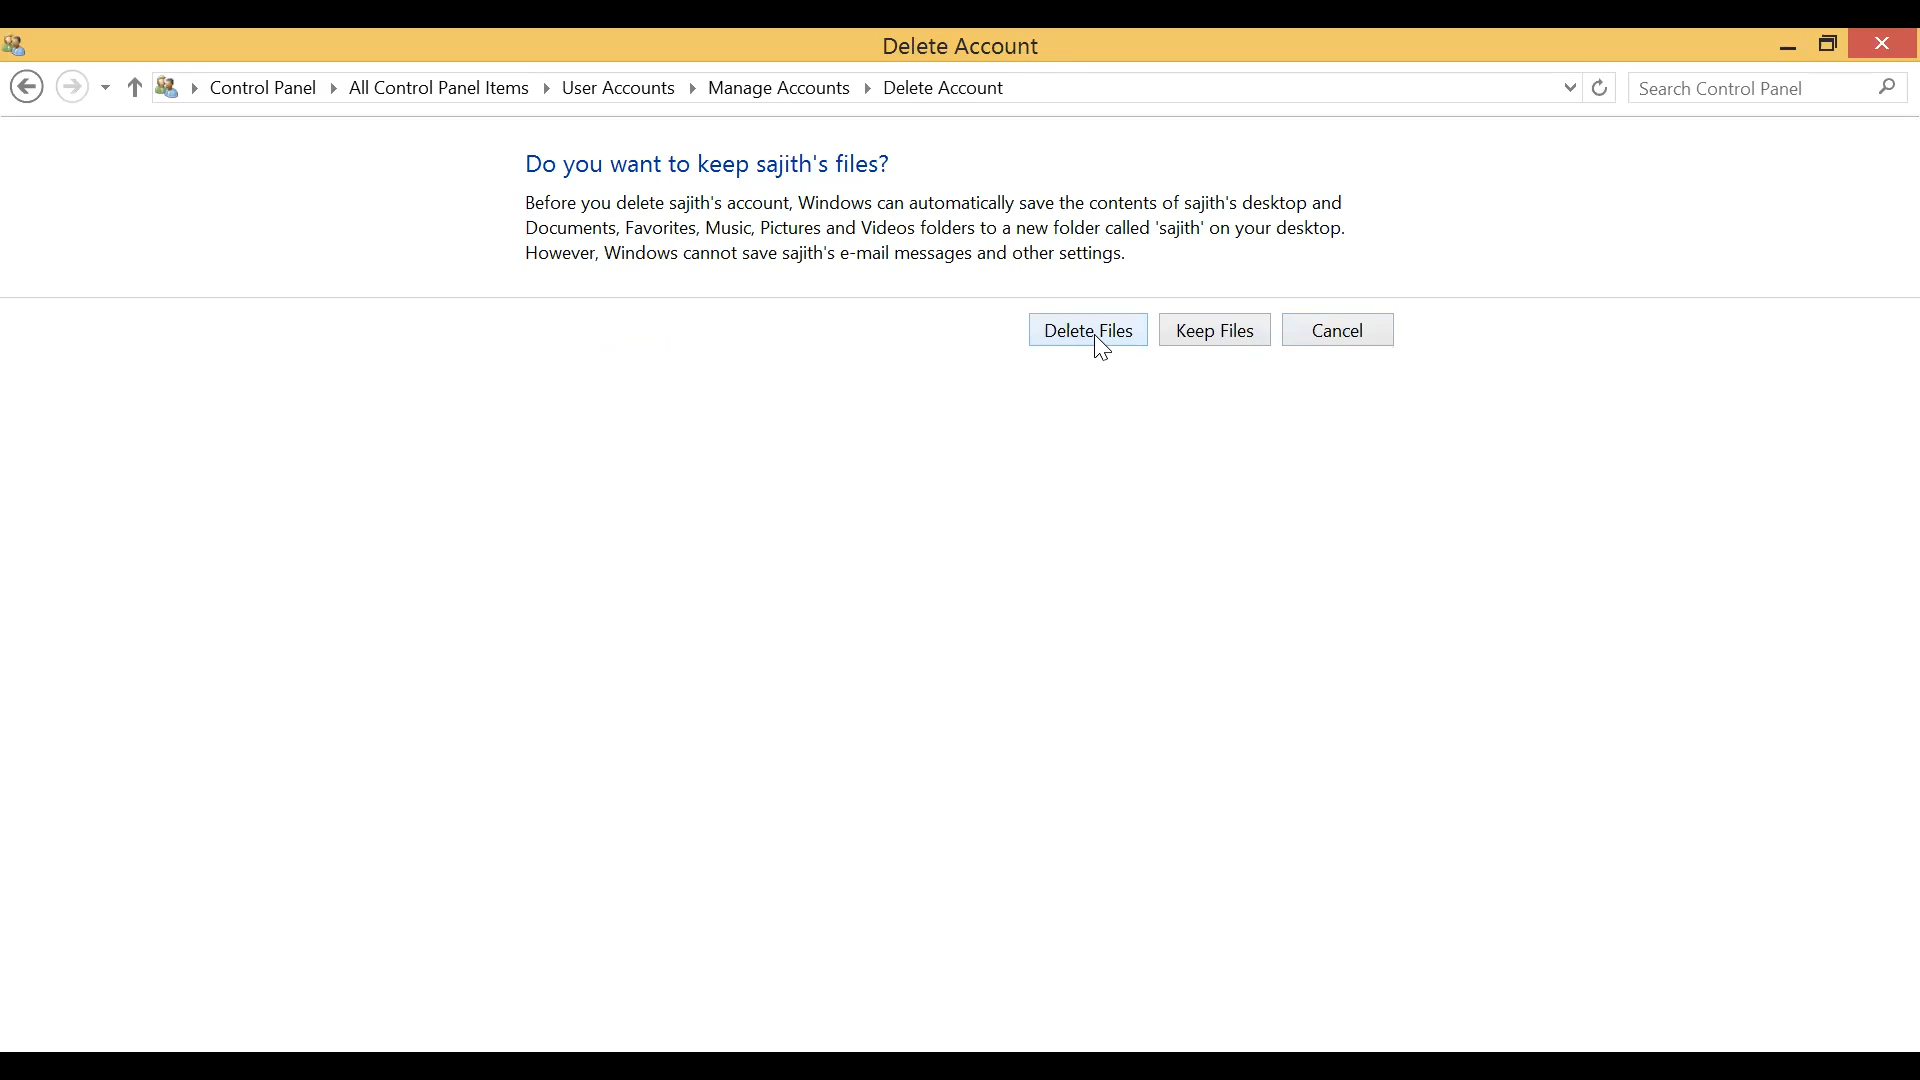 Delete Account
Control Panel All Control Panel Items User Accounts Manage Accounts Delete Account
Search Control Panel
Do you want to keep sajith's files?
Before you delete sajith's account, Windows can automatically save the contents of sajith's desktop and
Documents, Favorites, Music, Pictures and Videos folders to a new folder called 'sajith' on your desktop.
However, Windows cannot save sajith's e-mail messages and other settings.
Delete Files Keep Files Cancel